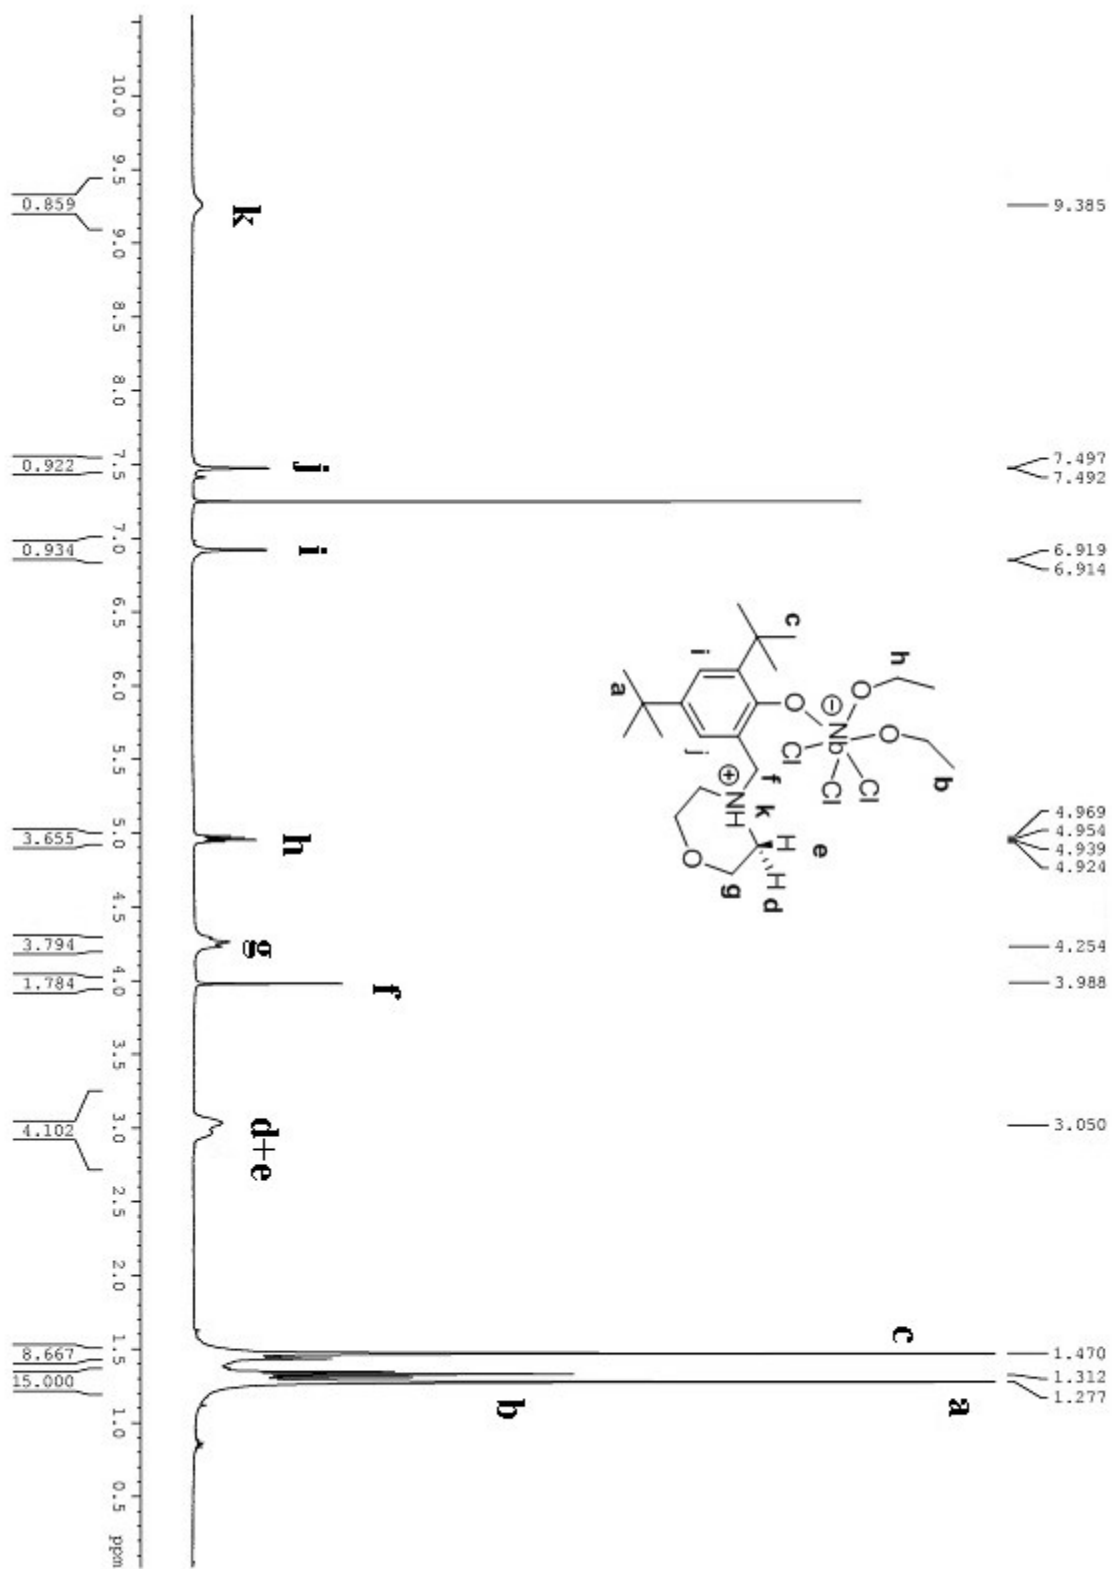 9.385
7.497
7.492
6.919
6.914
4.969
4.954
4.939
4.924
4.254
3.988
3.050
1.470
1.312
1.277
k
j
i
h
g
f
d+e
c
b
a
c
i
a
j
O
h
O
⊖
Nb
O
b
Cl
Cl
Cl
f
⊕
NH
k
H
e
H
d
g
O
10.0
9.5
9.0
8.5
8.0
7.5
7.0
6.5
6.0
5.5
5.0
4.5
4.0
3.5
3.0
2.5
2.0
1.5
1.0
0.5
ppm
0.859
0.922
0.934
3.655
3.794
1.784
4.102
8.667
15.000